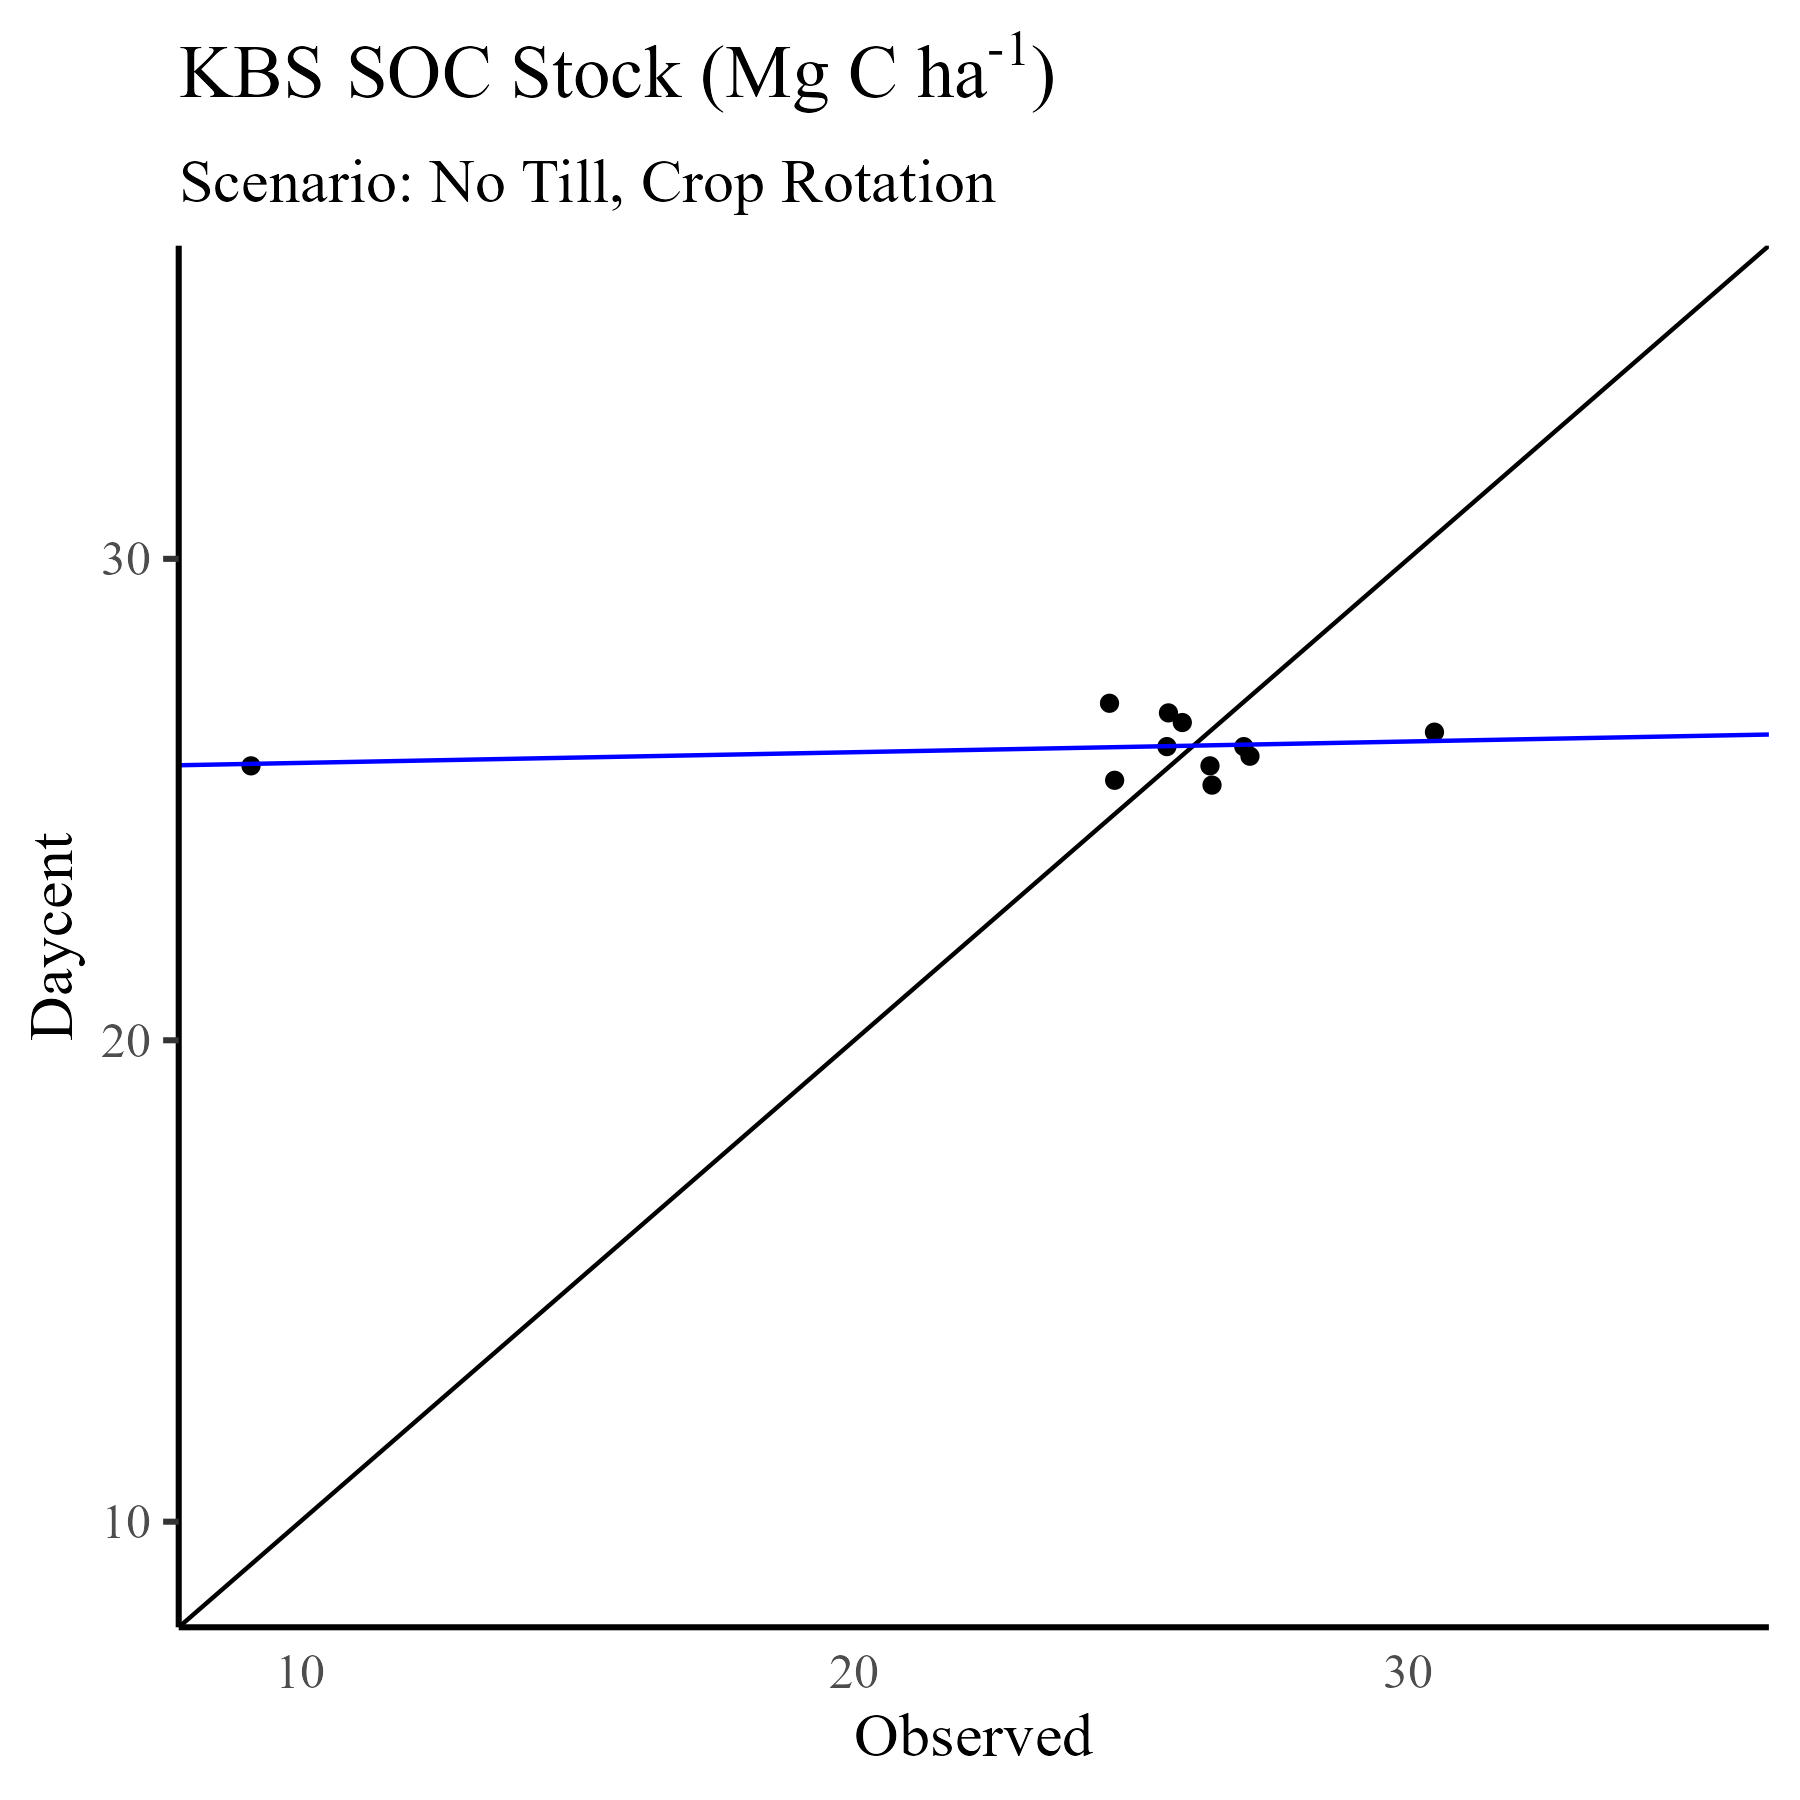 KBS SOC Stock (Mg C ha⁻¹)
Scenario: No Till, Crop Rotation
30
20
10
Daycent
10 20 30
Observed